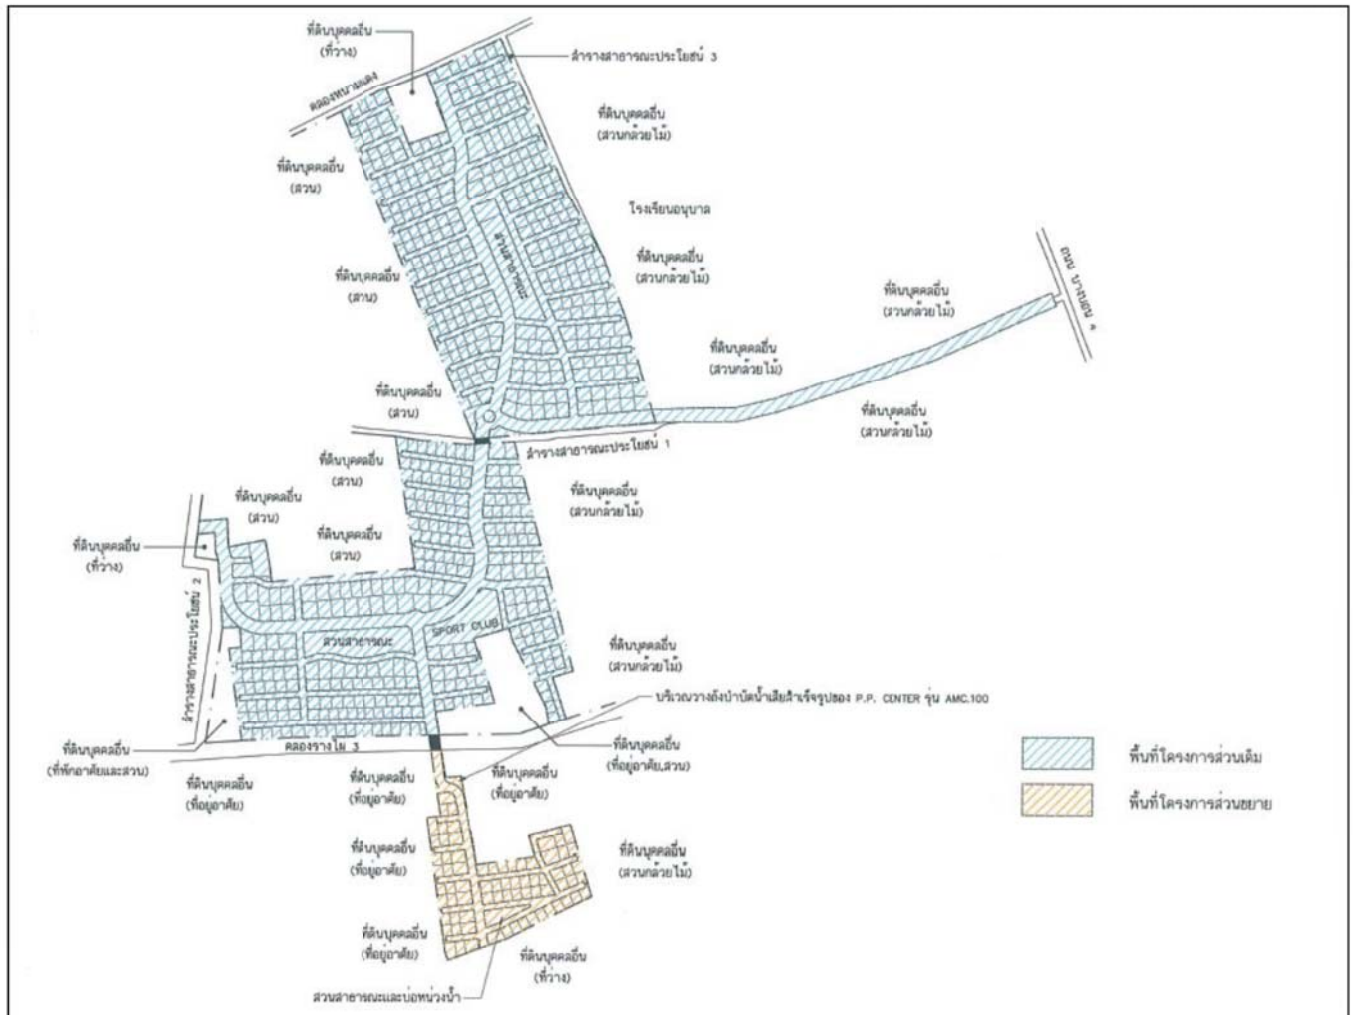 ที่ดินบุคคลอื่น
(ที่ว่าง)
ลำรางสาธารณะประโยชน์ 3
คลองหนามแดง
ที่ดินบุคคลอื่น
(สวนกล้วยไม้)
ที่ดินบุคคลอื่น
(สวน)
โรงเรียนอนุบาล
สวนสาธารณะ
ที่ดินบุคคลอื่น
(สวนกล้วยไม้)
ถนน บางบอน 4
ที่ดินบุคคลอื่น
(สวน)
ที่ดินบุคคลอื่น
(สวนกล้วยไม้)
ที่ดินบุคคลอื่น
(สวนกล้วยไม้)
ที่ดินบุคคลอื่น
(สวน)
ที่ดินบุคคลอื่น
(สวนกล้วยไม้)
ลำรางสาธารณะประโยชน์ 1
ที่ดินบุคคลอื่น
(สวน)
ที่ดินบุคคลอื่น
(สวนกล้วยไม้)
ที่ดินบุคคลอื่น
(สวน)
ที่ดินบุคคลอื่น
(สวน)
ที่ดินบุคคลอื่น
(ที่ว่าง)
ลำรางสาธารณะประโยชน์ 2
สวนสาธารณะ
SPORT CLUB
ที่ดินบุคคลอื่น
(สวนกล้วยไม้)
บริเวณวางถังบำบัดน้ำเสียสำเร็จรูปของ P.P. CENTER รุ่น AMC.100
คลองรางไผ่ 3
ที่ดินบุคคลอื่น
(ที่พักอาศัยและสวน)
ที่ดินบุคคลอื่น
(ที่อยู่อาศัย,สวน)
ที่ดินบุคคลอื่น
(ที่อยู่อาศัย)
ที่ดินบุคคลอื่น
(ที่อยู่อาศัย)
ที่ดินบุคคลอื่น
(ที่อยู่อาศัย)
พื้นที่โครงการส่วนเดิม
พื้นที่โครงการส่วนขยาย
ที่ดินบุคคลอื่น
(ที่อยู่อาศัย)
ที่ดินบุคคลอื่น
(สวนกล้วยไม้)
ที่ดินบุคคลอื่น
(ที่อยู่อาศัย)
ที่ดินบุคคลอื่น
(ที่ว่าง)
สวนสาธารณะและบ่อหน่วงน้ำ